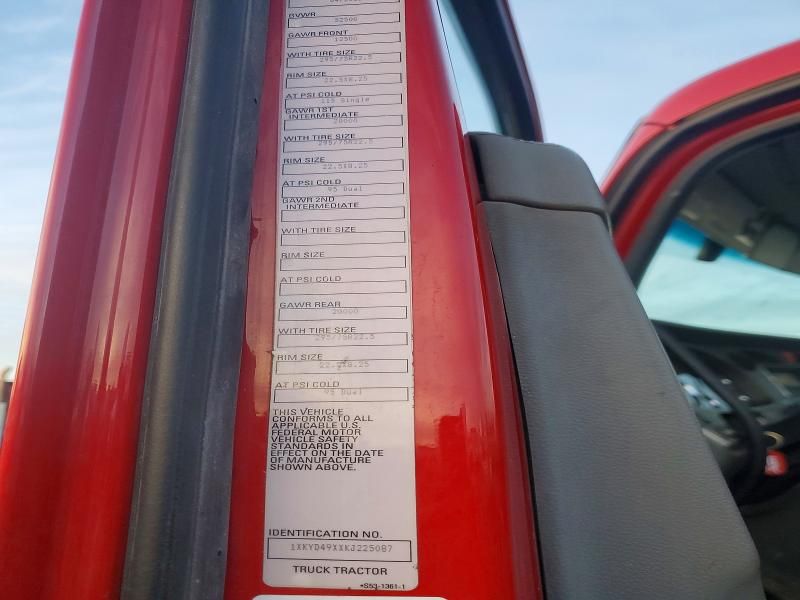 GVWR
52500
GAWR FRONT
12500
WITH TIRE SIZE
295/75R22.5
RIM SIZE
22.5X8.25
AT PSI COLD
115 Single
GAWR 1ST
INTERMEDIATE
20000
WITH TIRE SIZE
295/75R22.5
RIM SIZE
22.5X8.25
AT PSI COLD
95 Dual
GAWR 2ND
INTERMEDIATE
WITH TIRE SIZE
RIM SIZE
AT PSI COLD
GAWR REAR
20000
WITH TIRE SIZE
295/75R22.5
RIM SIZE
22.5X8.25
AT PSI COLD
95 Dual
THIS VEHICLE
CONFORMS TO ALL
APPLICABLE U.S.
FEDERAL MOTOR
VEHICLE SAFETY
STANDARDS IN
EFFECT ON THE DATE
OF MANUFACTURE
SHOWN ABOVE.
IDENTIFICATION NO.
1XKYD49XXKJ225087
TRUCK TRACTOR
*S53-1361-1